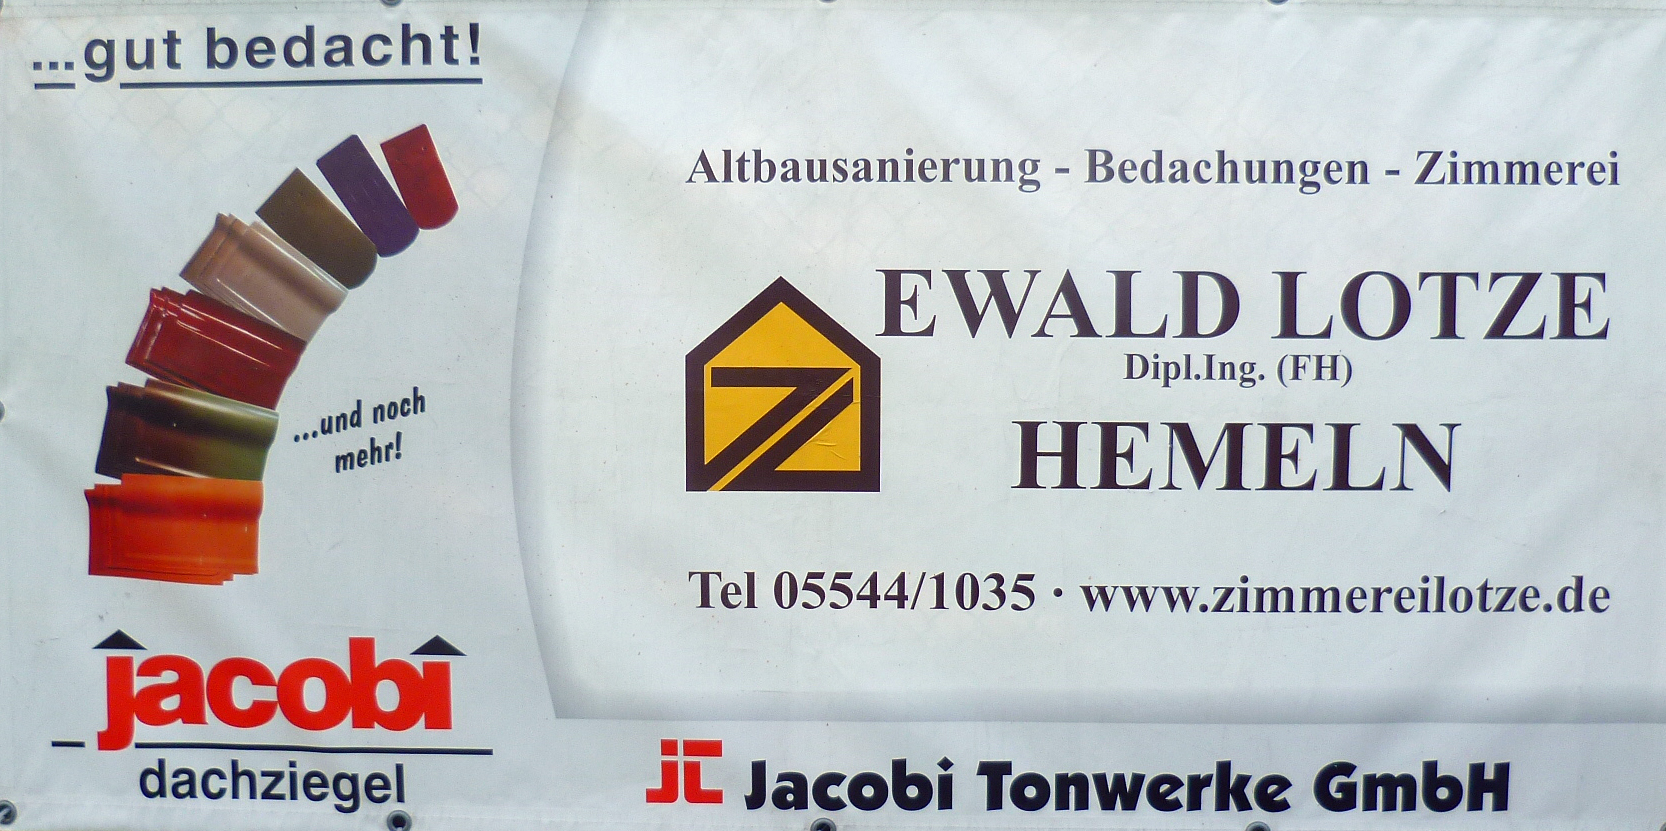 ...gut bedacht!
...und noch
mehr!
jacobi
dachziegel
Altbausanierung - Bedachungen - Zimmerei
EWALD LOTZE
Dipl.Ing. (FH)
HEMELN
Tel 05544/1035 · www.zimmereilotze.de
Jacobi Tonwerke GmbH